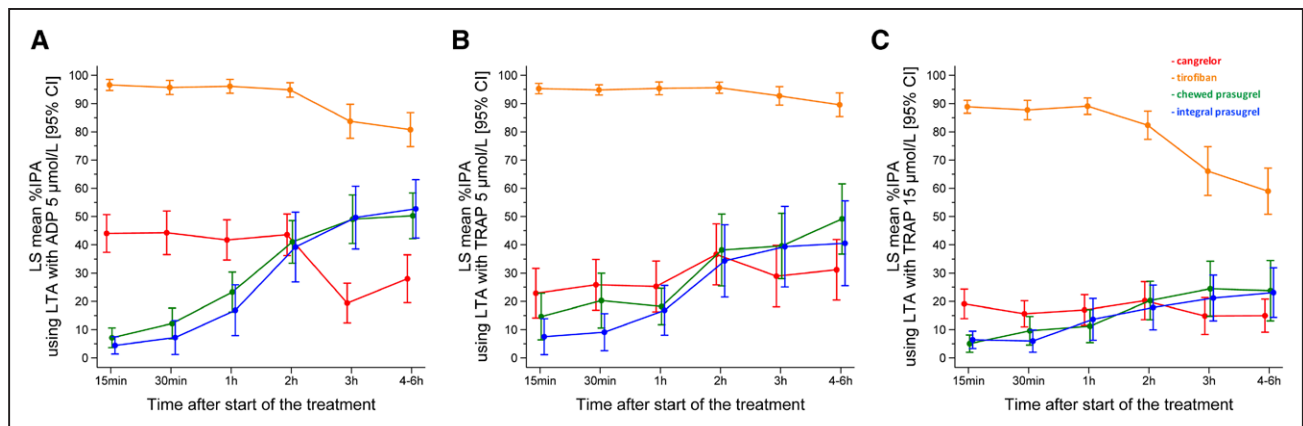 A
LS mean %IPA
using LTA with ADP 5 µmol/L [95% CI]
100
90
80
70
60
50
40
30
20
10
0
15min 30min 1h 2h 3h 4-6h
Time after start of the treatment
B
LS mean %IPA
using LTA with TRAP 5 µmol/L [95% CI]
100
90
80
70
60
50
40
30
20
10
0
15min 30min 1h 2h 3h 4-6h
Time after start of the treatment
C
LS mean %IPA
using LTA with TRAP 15 µmol/L [95% CI]
100
90
80
70
60
50
40
30
20
10
0
15min 30min 1h 2h 3h 4-6h
Time after start of the treatment
- cangrelor
- tirofiban
- chewed prasugrel
- integral prasugrel